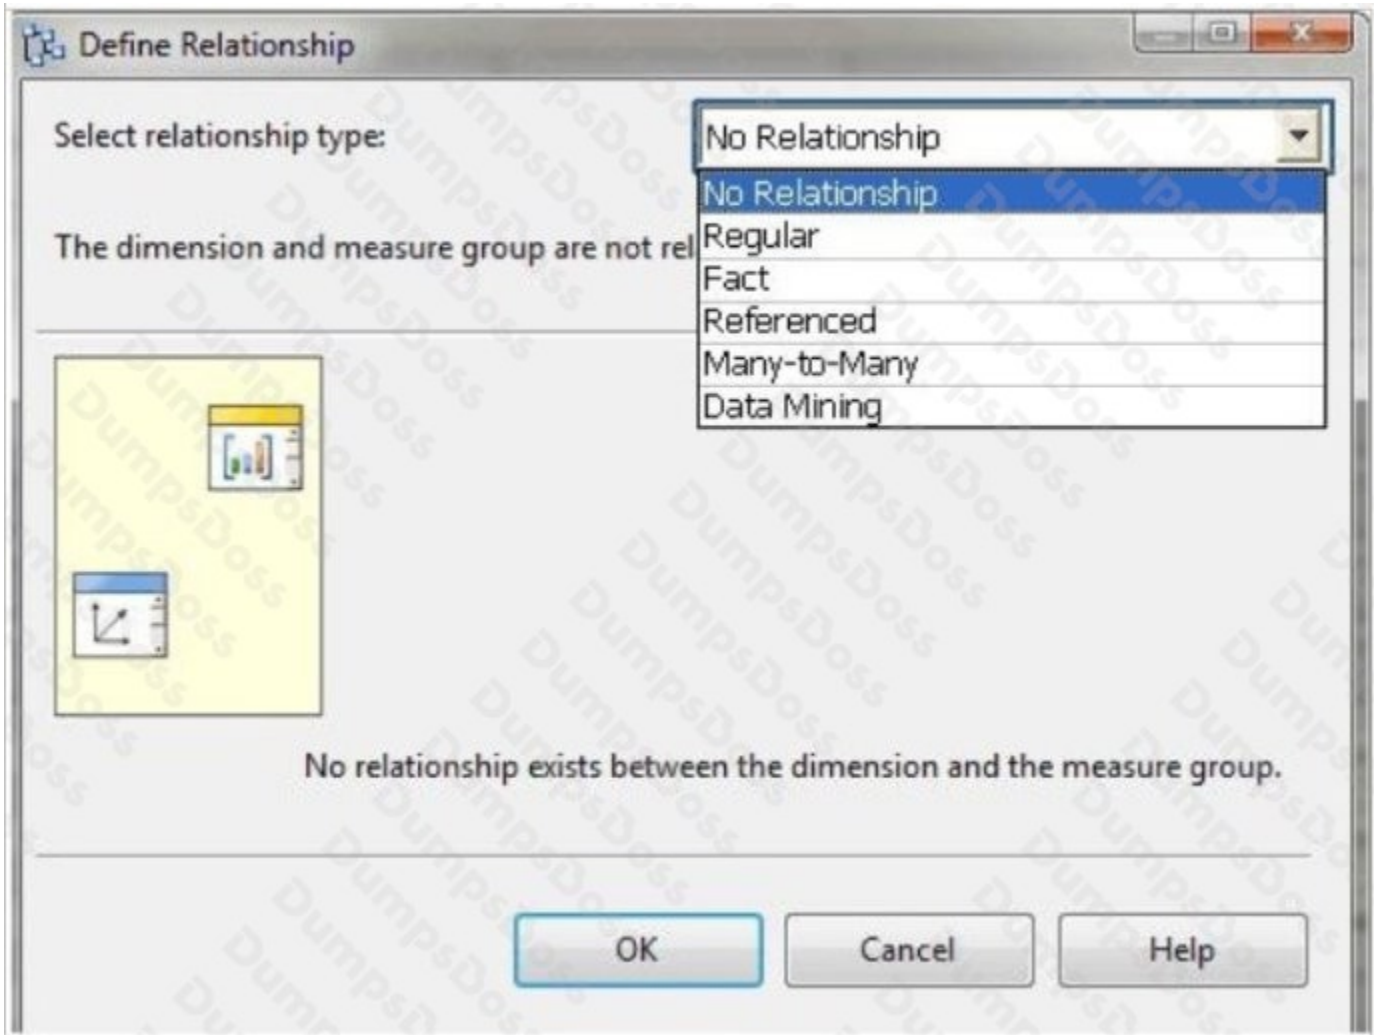 Define Relationship
Select relationship type:
No Relationship
No Relationship
Regular
The dimension and measure group are not rel
Fact
Referenced
Many-to-Many
Data Mining
No relationship exists between the dimension and the measure group.
OK Cancel Help
DumpsDoss